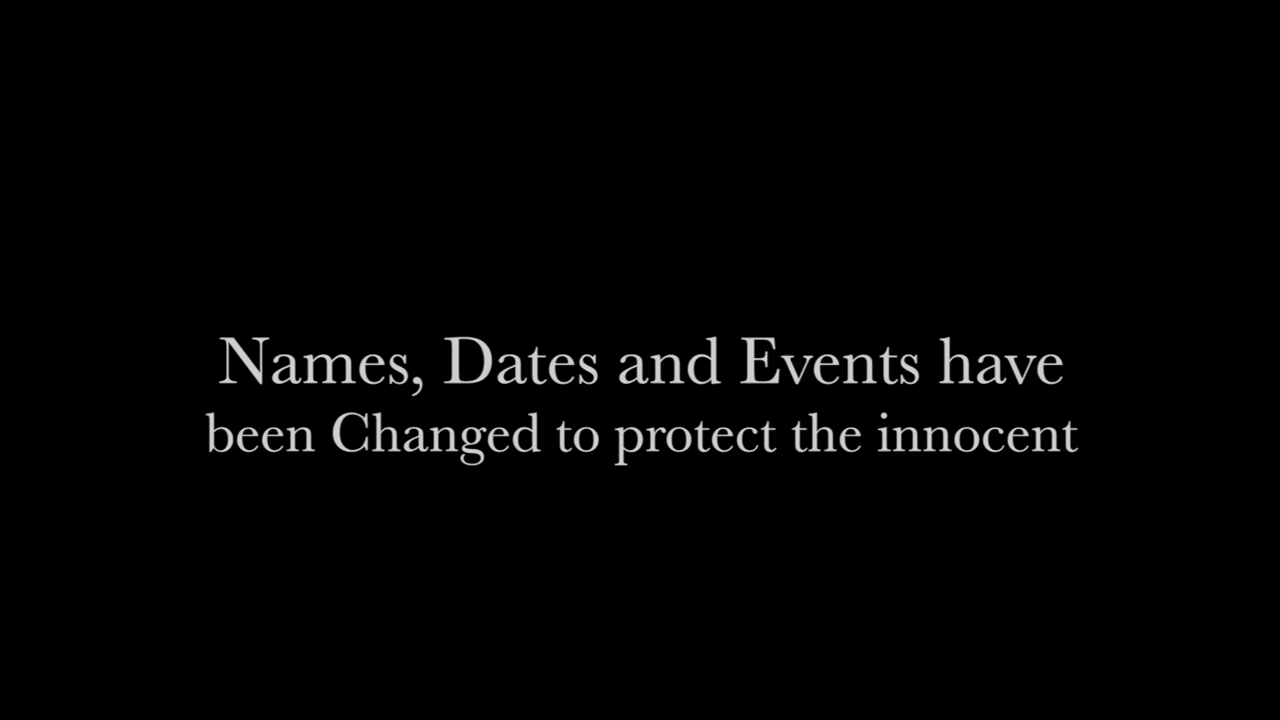 Names, Dates and Events have
been Changed to protect the innocent